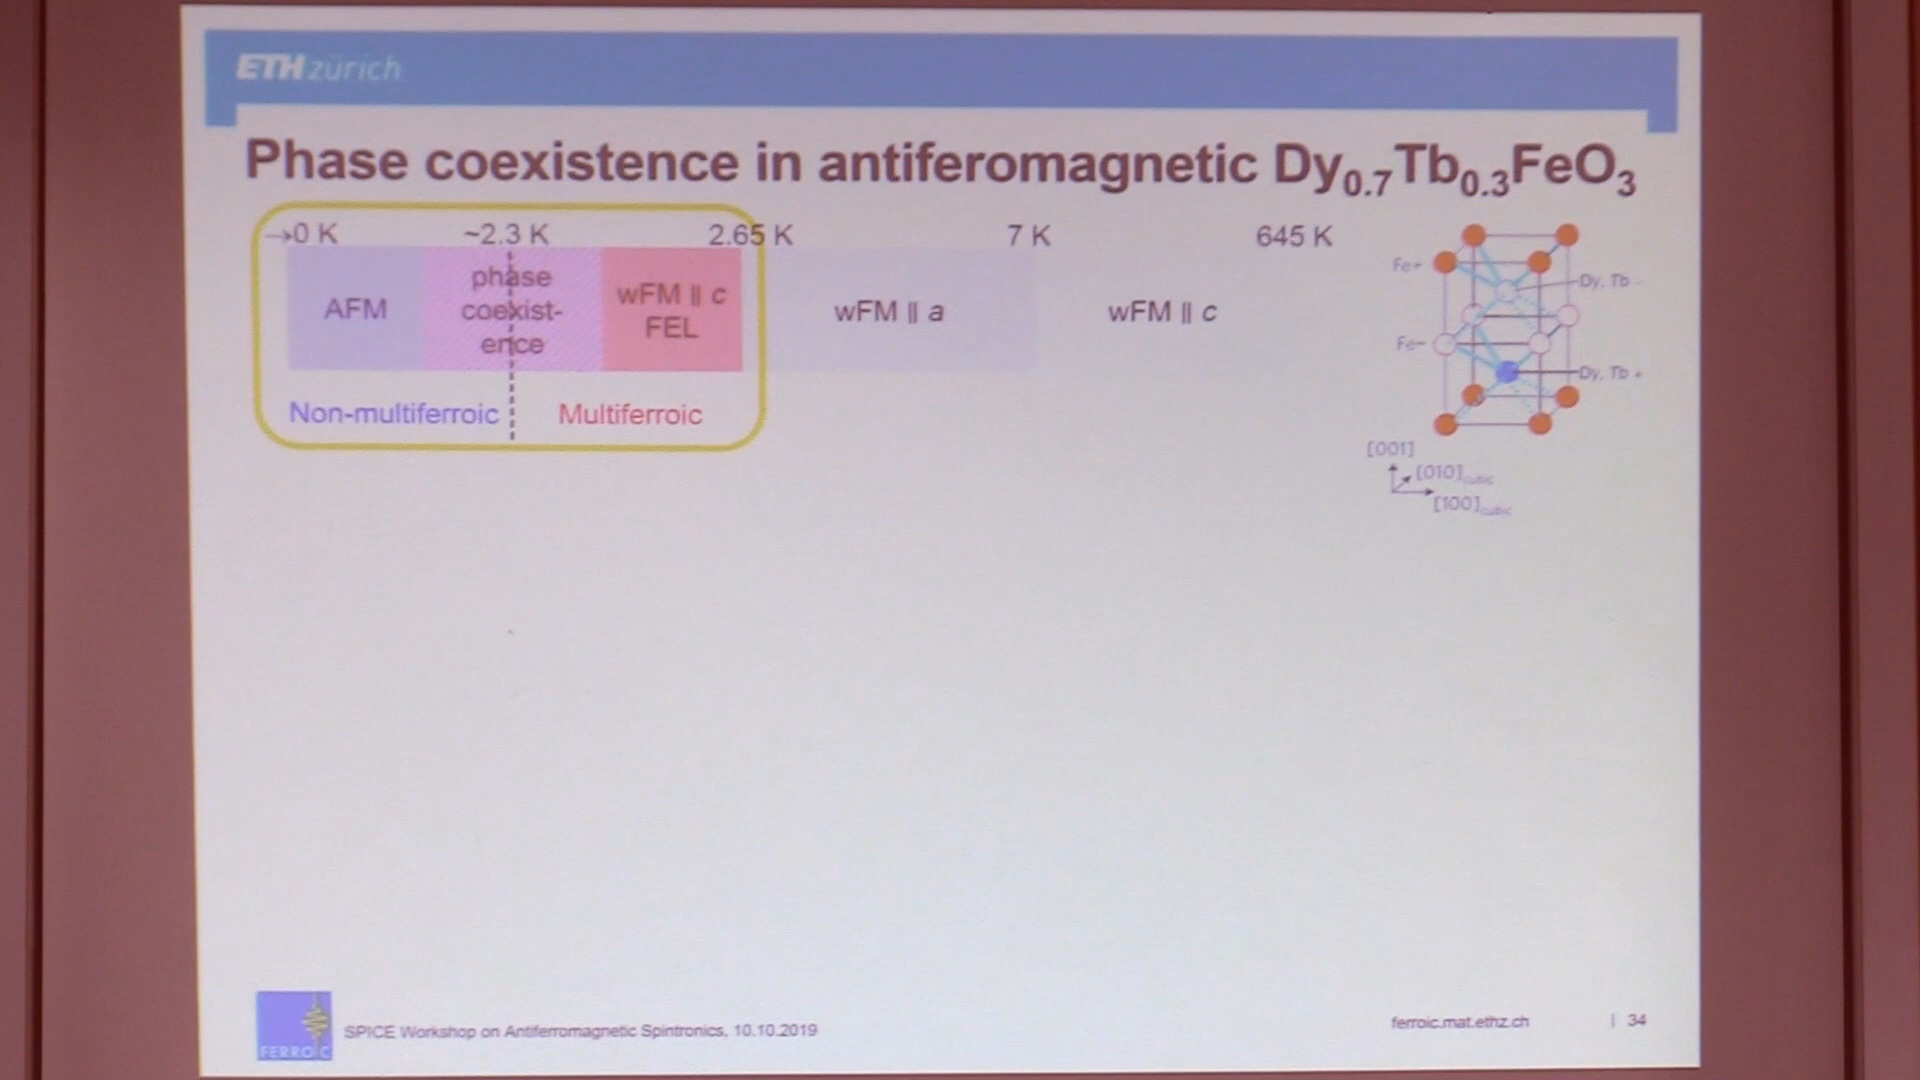 ETH zürich
Phase coexistence in antiferomagnetic Dy0.7Tb0.3FeO3
→0 K ~2.3 K 2.65 K 7 K 645 K
AFM
phase
coexist-
ence
wFM || c
FEL
wFM || a
wFM || c
Non-multiferroic
Multiferroic
Fe+
Dy, Tb -
Fe−
Dy, Tb +
[001]
[010]cubic
[100]cubic
FERROIC
SPICE Workshop on Antiferromagnetic Spintronics, 10.10.2019
ferroic.mat.ethz.ch | 34